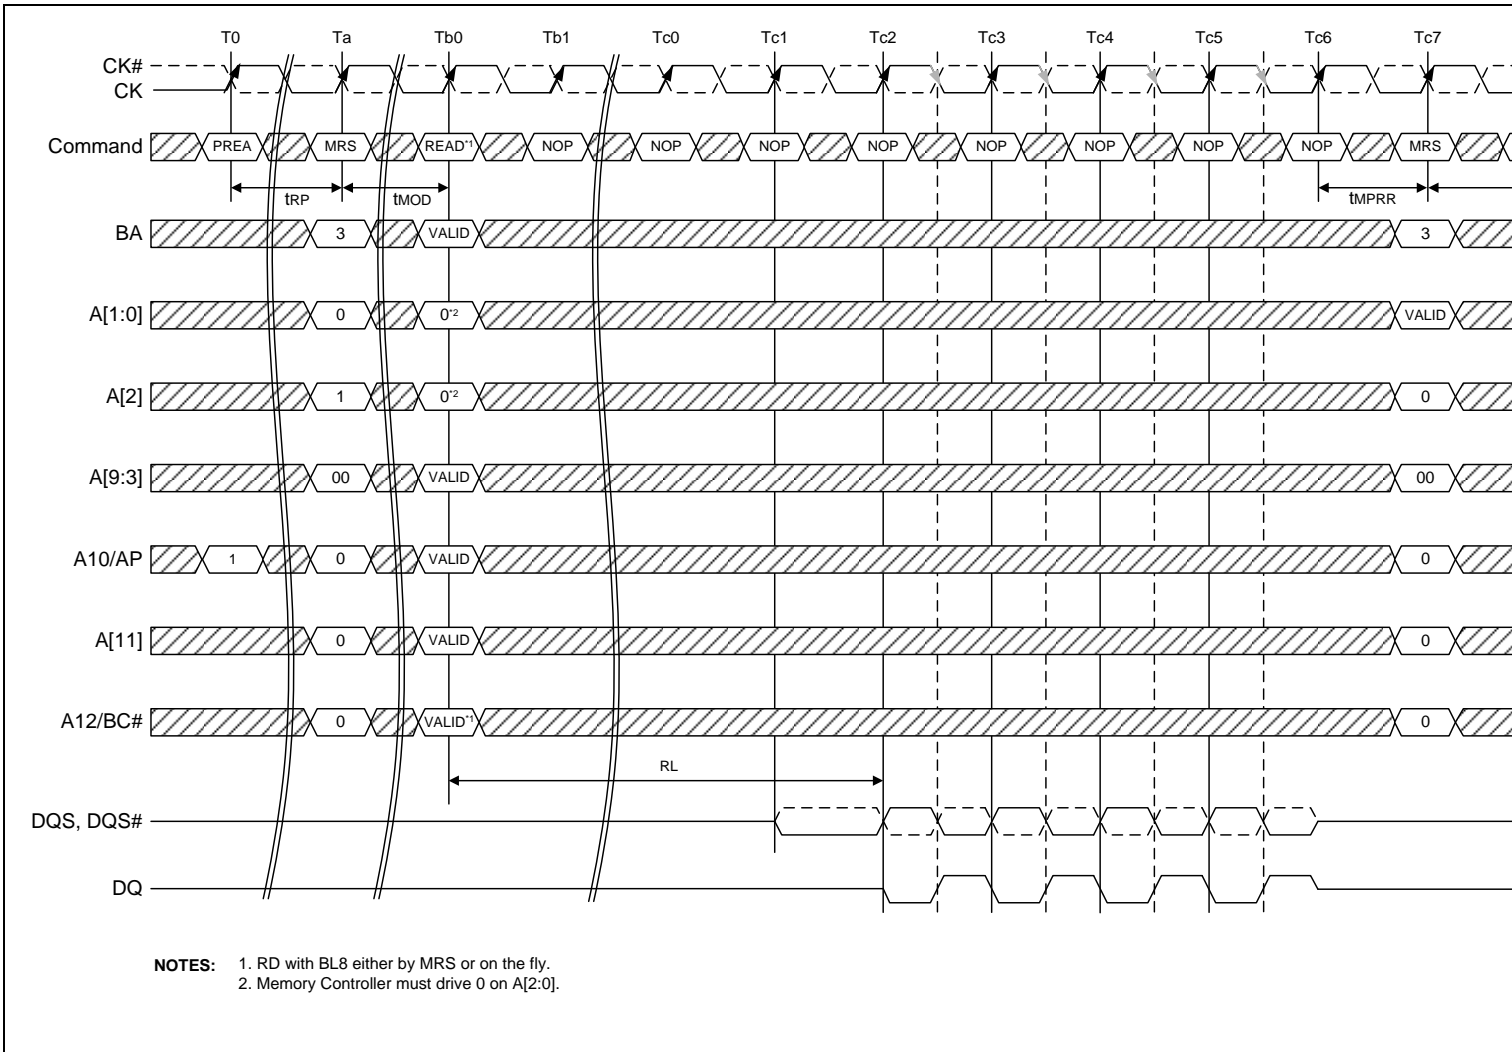 T0 Ta Tb0 Tb1 Tc0 Tc1 Tc2 Tc3 Tc4 Tc5 Tc6 Tc7
CK#
CK
Command PREA MRS READ*1 NOP NOP NOP NOP NOP NOP NOP NOP MRS
tRP tMOD tMPRR
BA 3 VALID 3
A[1:0] 0 0*2 VALID
A[2] 1 0*2 0
A[9:3] 00 VALID 00
A10/AP 1 0 VALID 0
A[11] 0 VALID 0
A12/BC# 0 VALID*1 0
RL
DQS, DQS#
DQ
NOTES: 1. RD with BL8 either by MRS or on the fly.
2. Memory Controller must drive 0 on A[2:0].